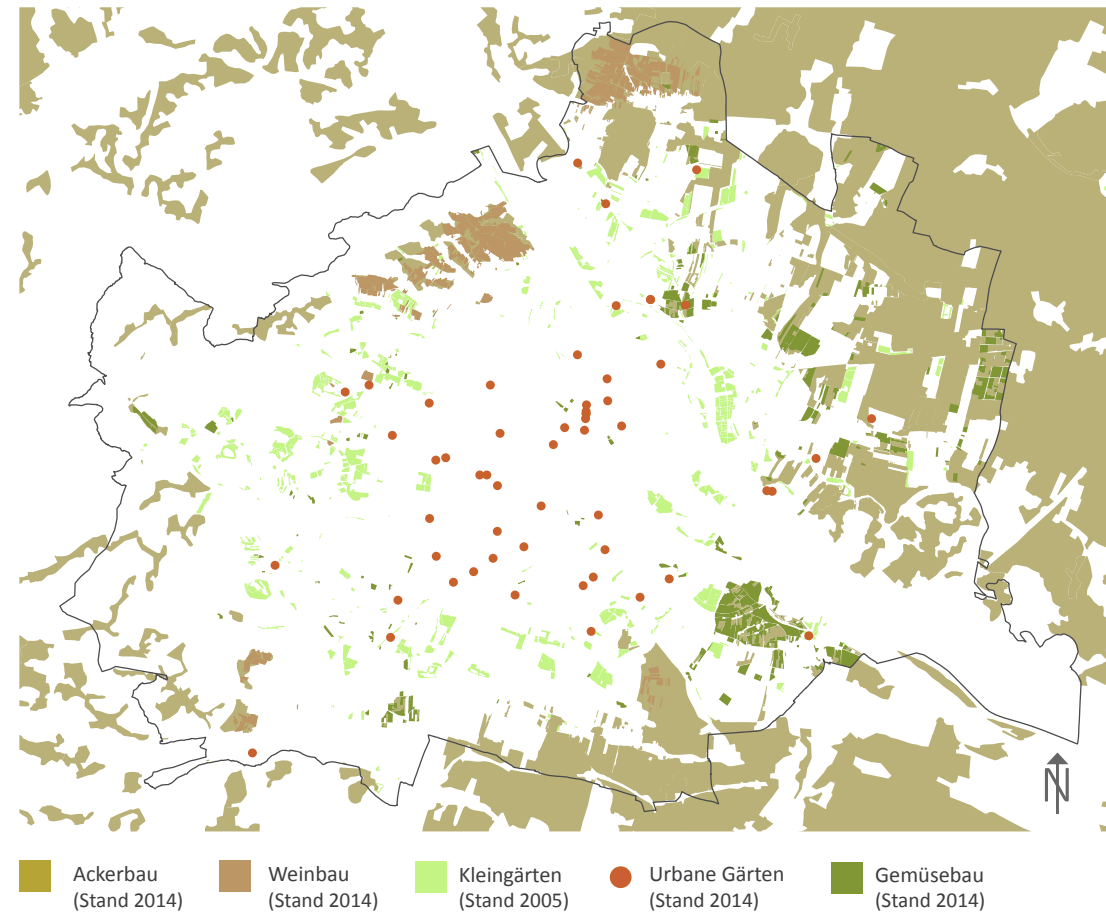 Ackerbau
(Stand 2014)
Weinbau
(Stand 2014)
Kleingärten
(Stand 2005)
Urbane Gärten
(Stand 2014)
Gemüsebau
(Stand 2014)
N